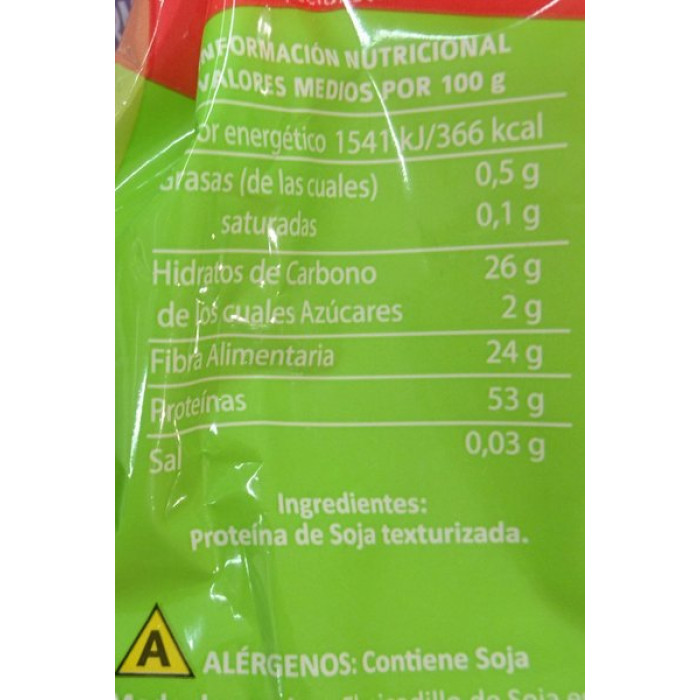 INFORMACIÓN NUTRICIONAL
VALORES MEDIOS POR 100 g
or energético 1541 kJ/366 kcal
Grasas (de las cuales) 0,5 g
saturadas 0,1 g
Hidratos de Carbono 26 g
de los cuales Azúcares 2 g
Fibra Alimentaria 24 g
Proteínas 53 g
Sal 0,03 g
Ingredientes:
Proteína de Soja texturizada.
A ALÉRGENOS: Contiene Soja
de Soja